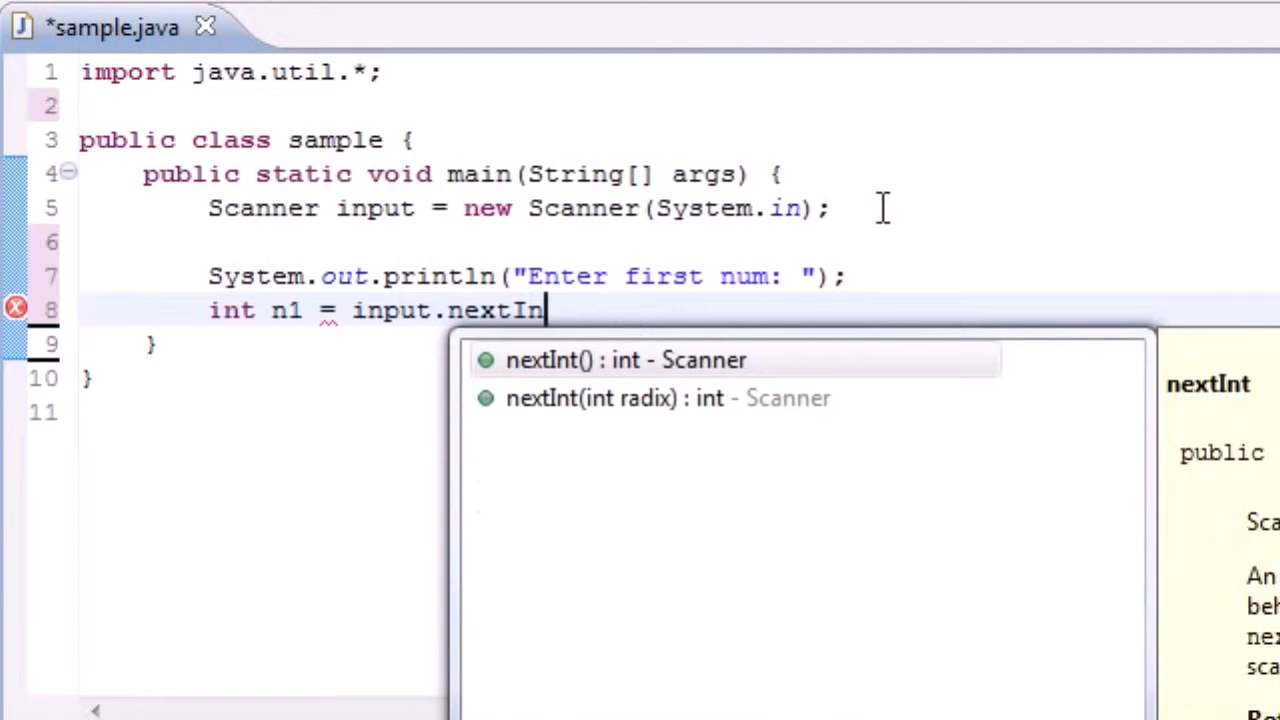 *sample.java
1 import java.util.*;
2
3 public class sample {
4 public static void main(String[] args) {
5 Scanner input = new Scanner(System.in);
6
7 System.out.println("Enter first num: ");
8 int n1 = input.nextIn
9 }
10 }
11
nextInt() : int - Scanner
nextInt(int radix) : int - Scanner
nextInt
public
An